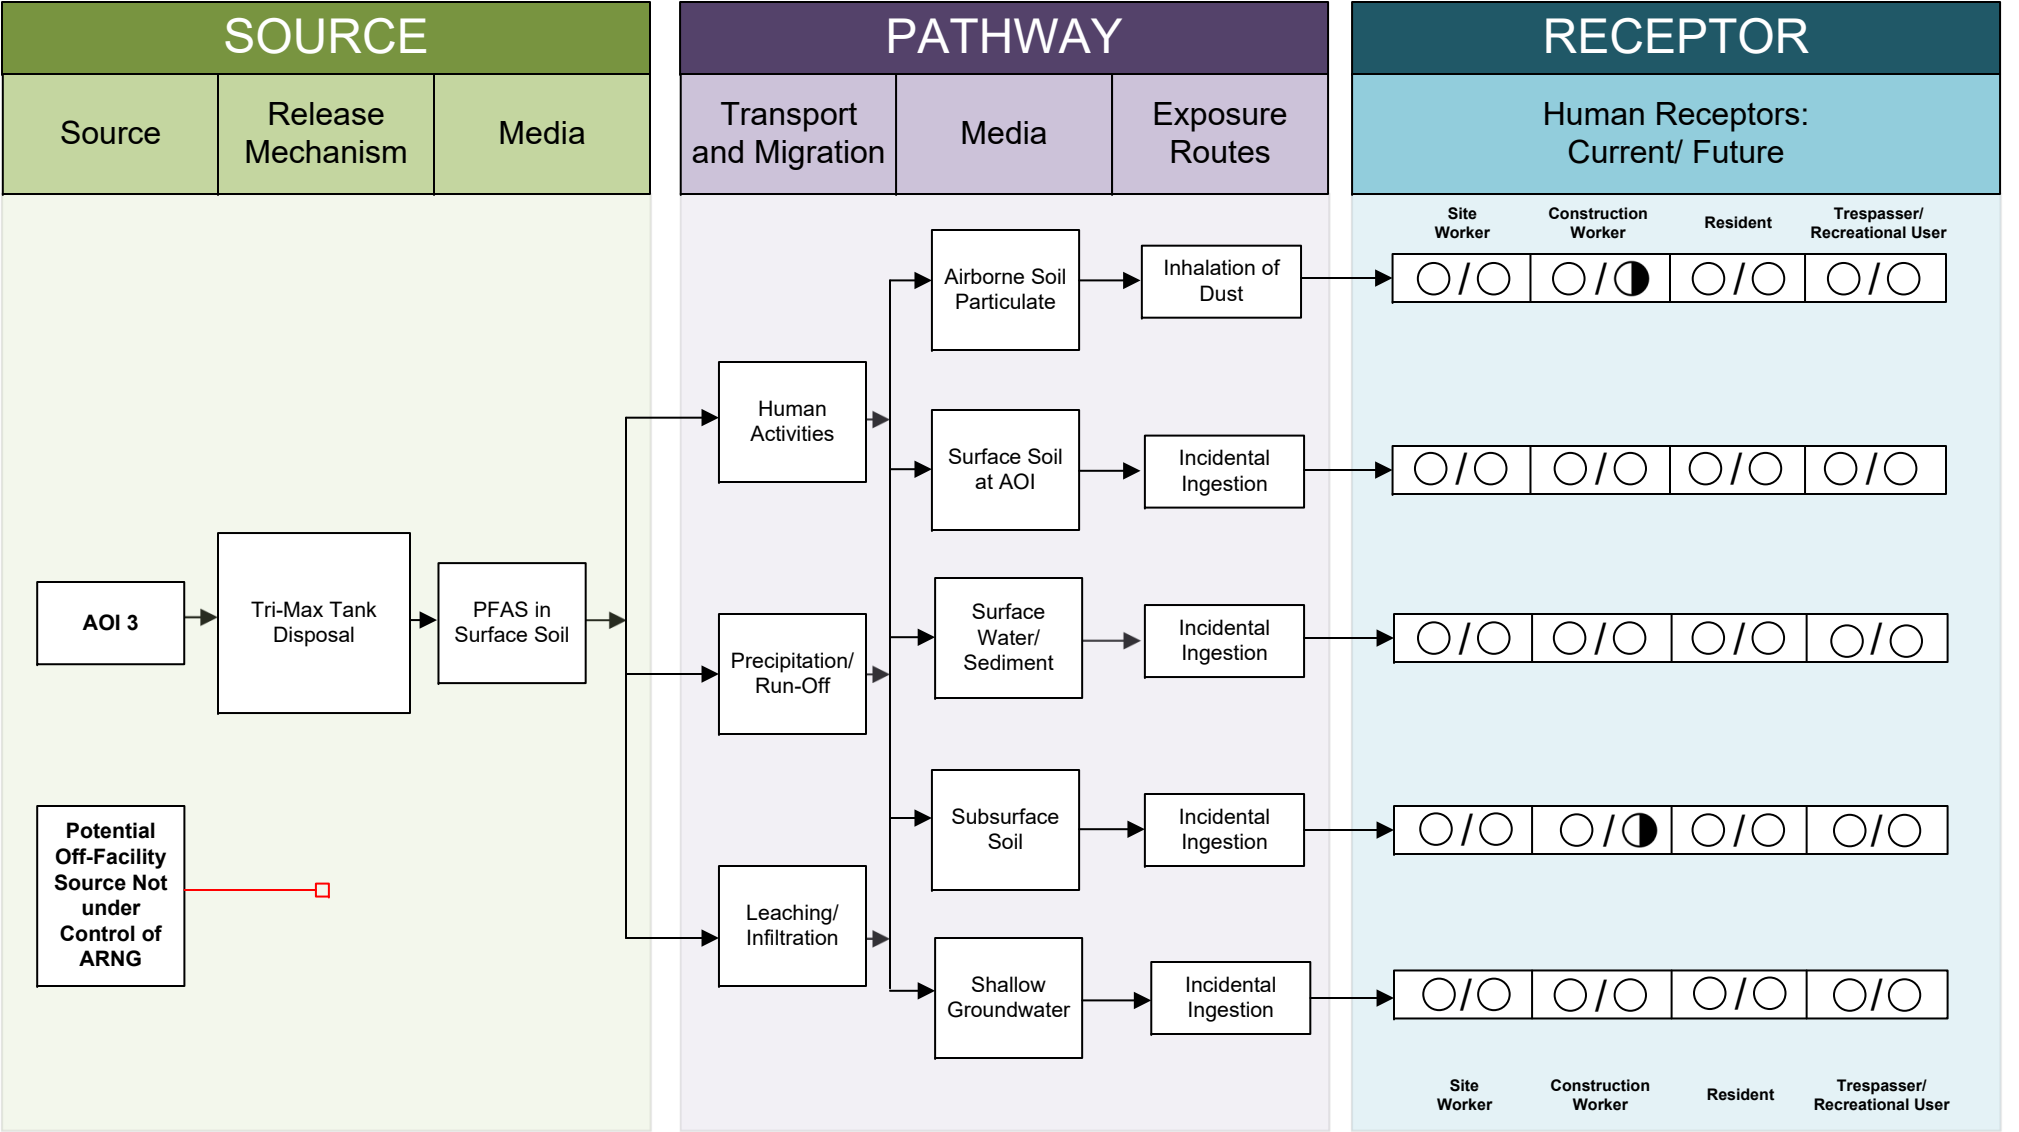 SOURCE
PATHWAY
RECEPTOR
Source
Release
Mechanism
Media
Transport
and Migration
Media
Exposure
Routes
Human Receptors:
Current/ Future
Site
Worker
Construction
Worker
Resident
Trespasser/
Recreational User
Airborne Soil
Particulate
Inhalation of
Dust
/
/
/
/
Human
Activities
Surface Soil
at AOI
Incidental
Ingestion
/
/
/
/
AOI 3
Tri-Max Tank
Disposal
PFAS in
Surface Soil
Precipitation/
Run-Off
Surface
Water/
Sediment
Incidental
Ingestion
/
/
/
/
Potential
Off-Facility
Source Not
under
Control of
ARNG
Subsurface
Soil
Incidental
Ingestion
/
/
/
/
Leaching/
Infiltration
Shallow
Groundwater
Incidental
Ingestion
/
/
/
/
Site
Worker
Construction
Worker
Resident
Trespasser/
Recreational User